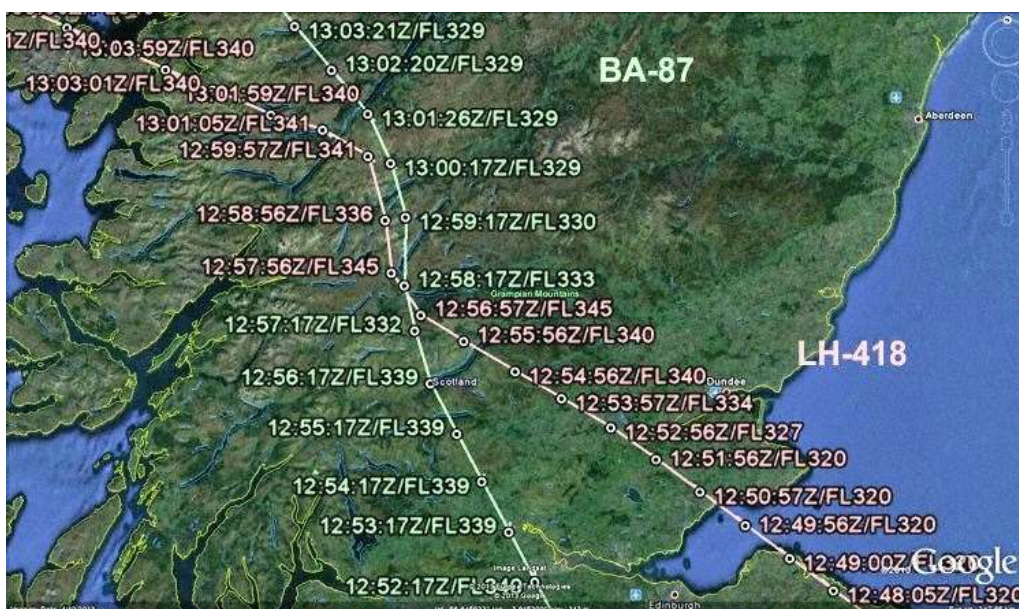 13:03:21Z/FL329
1Z/FL340
13:03:59Z/FL340
13:02:20Z/FL329
BA-87
13:03:01Z/FL340
13:01:59Z/FL340
13:01:26Z/FL329
Aberdeen
13:01:05Z/FL341
12:59:57Z/FL341
13:00:17Z/FL329
12:58:56Z/FL336
12:59:17Z/FL330
12:57:56Z/FL345
12:58:17Z/FL333
Grampian Mountains
12:56:57Z/FL345
12:57:17Z/FL332
12:55:56Z/FL340
LH-418
12:56:17Z/FL339
Scotland
12:54:56Z/FL340
Dundee
12:53:57Z/FL334
12:55:17Z/FL339
12:52:56Z/FL327
12:51:56Z/FL320
12:54:17Z/FL339
12:50:57Z/FL320
12:53:17Z/FL339
12:49:56Z/FL320
Image Landsat
12:49:00Z/FL320
Google
12:52:17Z/FL340
© 2013 Google
12:48:05Z/FL320
Edinburgh